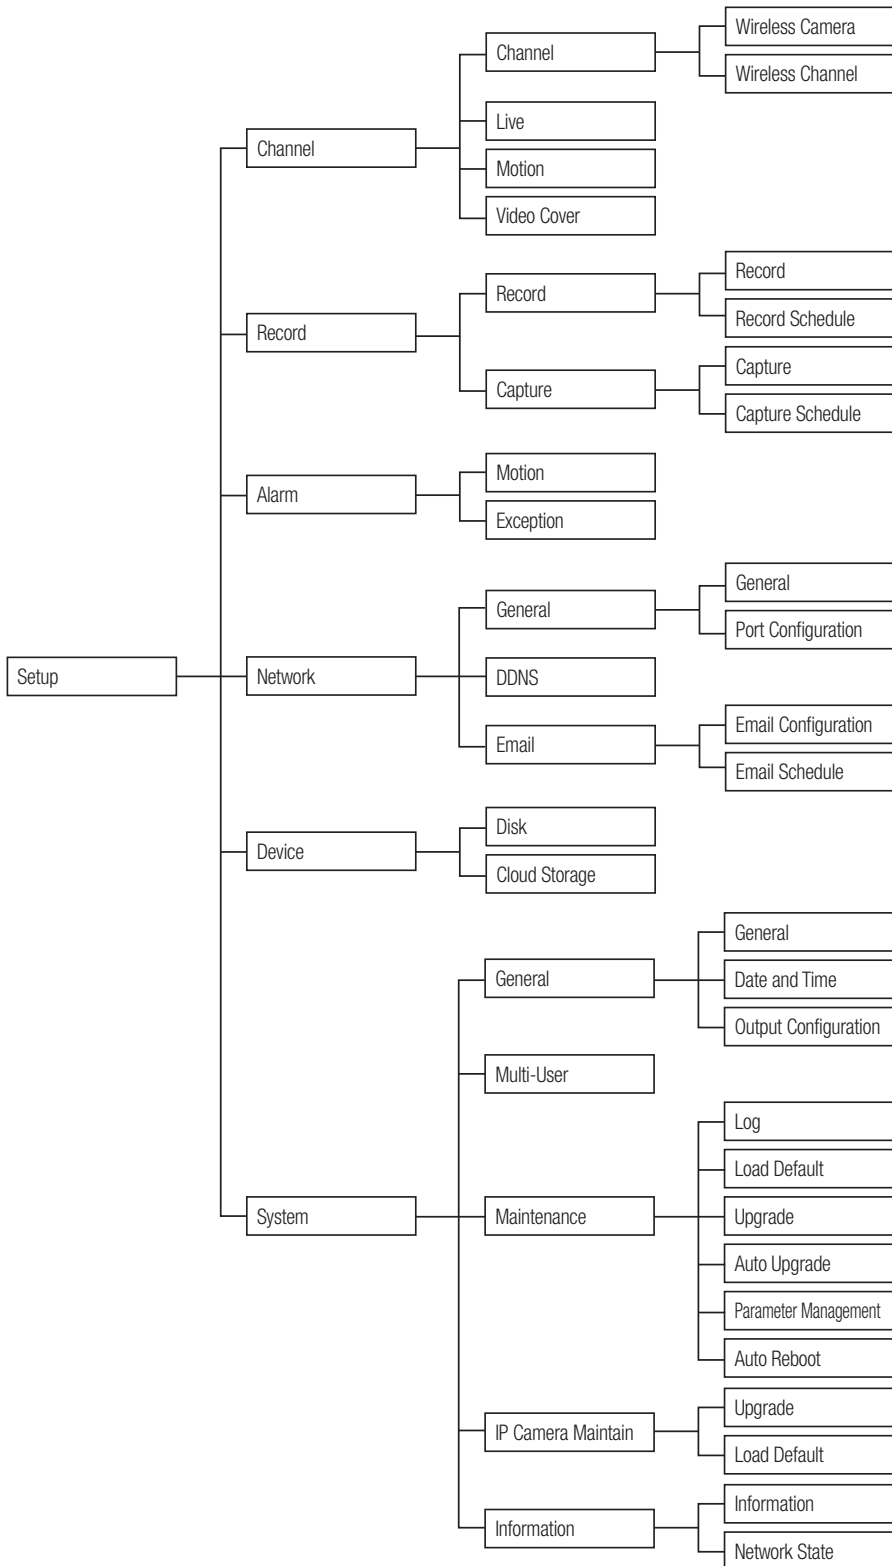 Wireless Camera
Channel
Wireless Channel
Live
Channel
Motion
Video Cover
Record
Record
Record Schedule
Record
Capture
Capture
Capture Schedule
Motion
Alarm
Exception
General
General
Port Configuration
Setup
Network
DDNS
Email Configuration
Email
Email Schedule
Disk
Device
Cloud Storage
General
General
Date and Time
Output Configuration
Multi-User
Log
Load Default
System
Maintenance
Upgrade
Auto Upgrade
Parameter Management
Auto Reboot
Upgrade
IP Camera Maintain
Load Default
Information
Information
Network State